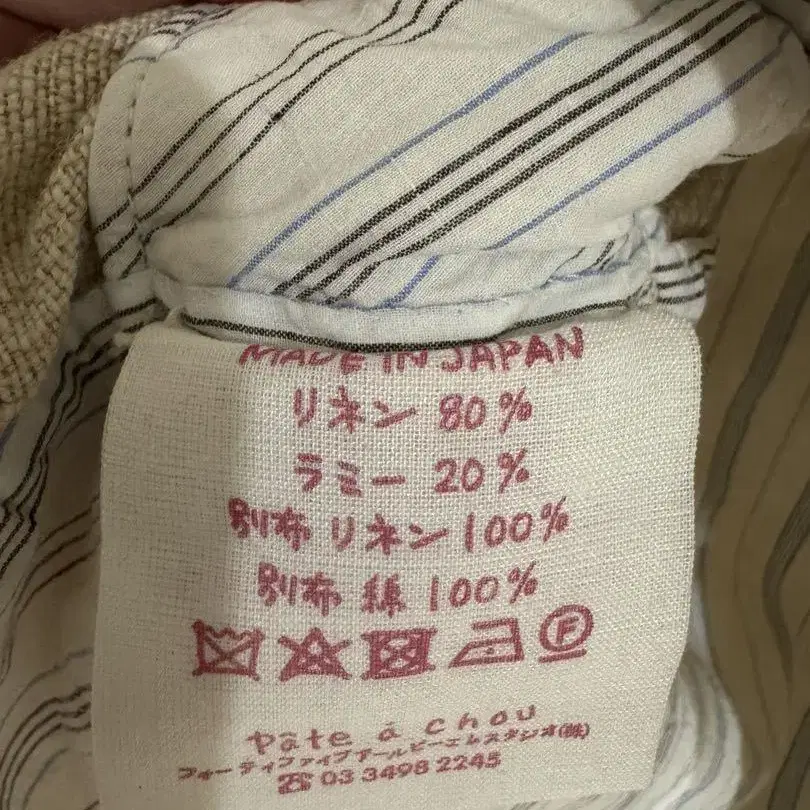 MADE IN JAPAN
リネン 80%
ラミー 20%
別布 リネン 100%
別布 綿 100%
F
Pâte à chou
フォーティファイブアールピーエムスタジオ(株)
☎ 03 3498 2245